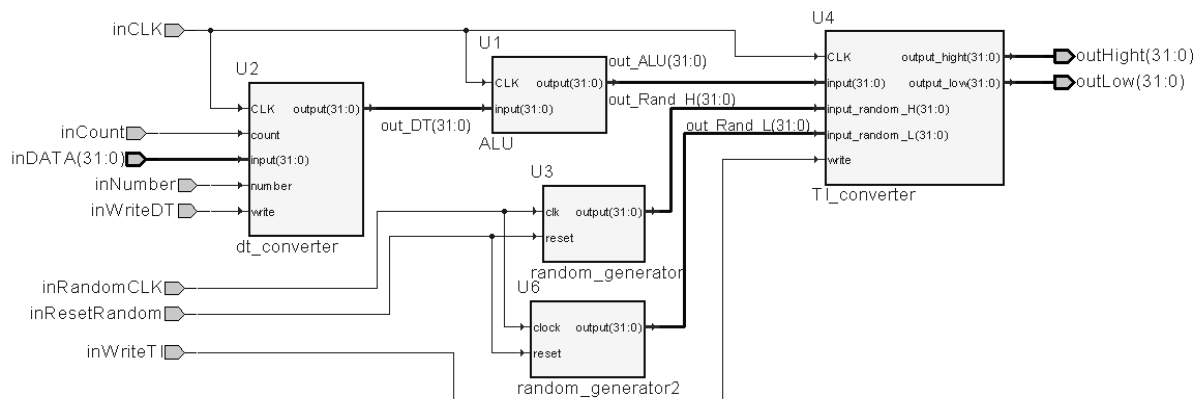 inCLK
inCount
inDATA(31:0)
inNumber
inWriteDT
inRandomCLK
inResetRandom
inWriteTI
U2
CLK
count
input(31:0)
number
write
output(31:0)
dt_converter
out_DT(31:0)
U1
CLK
input(31:0)
output(31:0)
ALU
out_ALU(31:0)
out_Rand_H(31:0)
out_Rand_L(31:0)
U3
clk
reset
output(31:0)
random_generator
U6
clock
reset
output(31:0)
random_generator2
U4
CLK
input(31:0)
input_random_H(31:0)
input_random_L(31:0)
write
output_hight(31:0)
output_low(31:0)
TI_converter
outHight(31:0)
outLow(31:0)